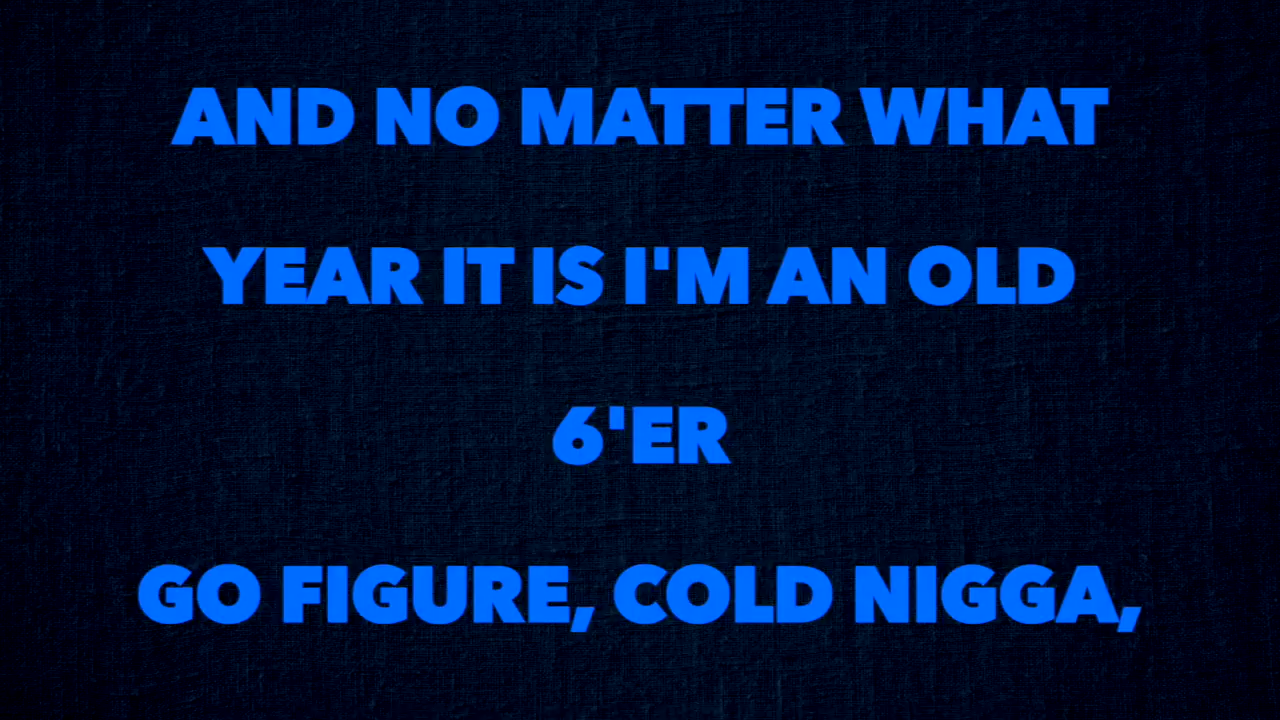 AND NO MATTER WHAT
YEAR IT IS I'M AN OLD
6'ER
GO FIGURE, COLD NIGGA,